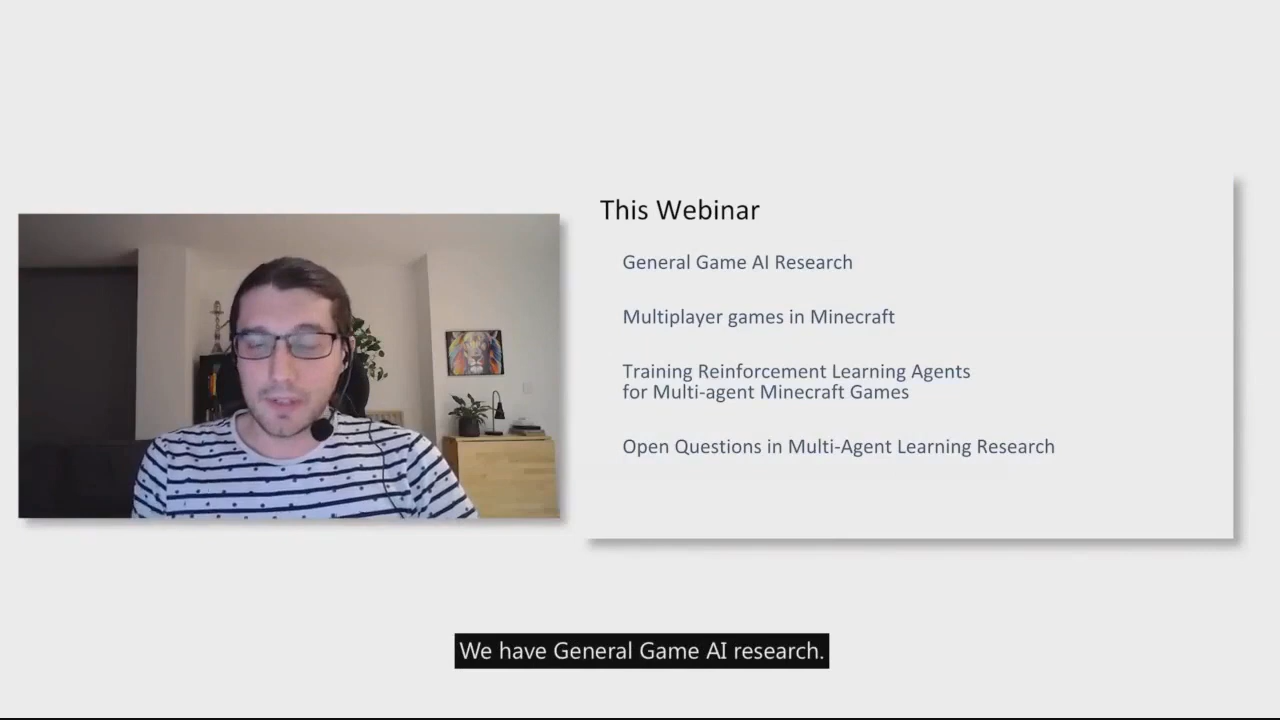 This Webinar
General Game AI Research
Multiplayer games in Minecraft
Training Reinforcement Learning Agents
for Multi-agent Minecraft Games
Open Questions in Multi-Agent Learning Research
We have General Game AI research.